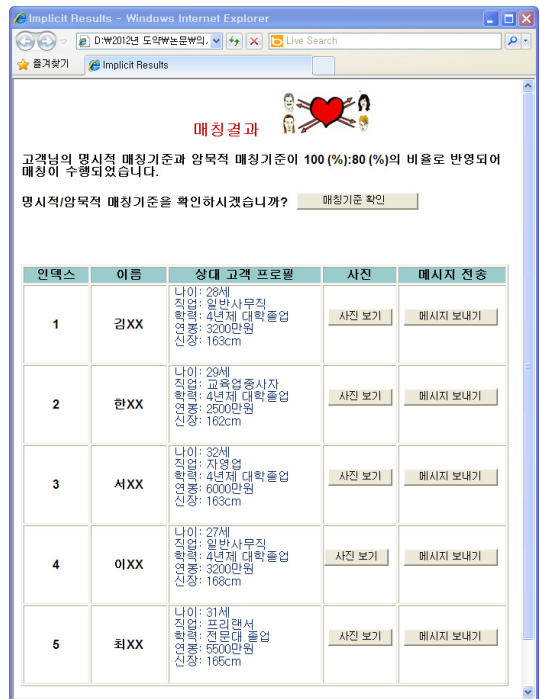 Implicit Results - Windows Internet Explorer
D:₩2012년 도약₩논문₩의,
Live Search
즐겨찾기
Implicit Results
매칭결과
고객님의 명시적 매칭기준과 암묵적 매칭기준이 100 (%):80 (%)의 비율로 반영되어
매칭이 수행되었습니다.
명시적/암묵적 매칭기준을 확인하시겠습니까? 매칭기준 확인
인덱스 이름 상대 고객 프로필 사진 메시지 전송
나이: 28세
직업: 일반사무직
1 김XX 학력: 4년제 대학졸업 사진 보기 메시지 보내기
연봉: 3200만원
신장: 163cm
나이: 29세
직업: 교육업종사자
2 한XX 학력: 4년제 대학졸업 사진 보기 메시지 보내기
연봉: 2500만원
신장: 162cm
나이: 32세
직업: 자영업
3 서XX 학력: 4년제 대학졸업 사진 보기 메시지 보내기
연봉: 6000만원
신장: 163cm
나이: 27세
직업: 일반사무직
4 이XX 학력: 4년제 대학졸업 사진 보기 메시지 보내기
연봉: 3200만원
신장: 168cm
나이: 31세
직업: 프리랜서
5 최XX 학력: 전문대 졸업 사진 보기 메시지 보내기
연봉: 5500만원
신장: 165cm